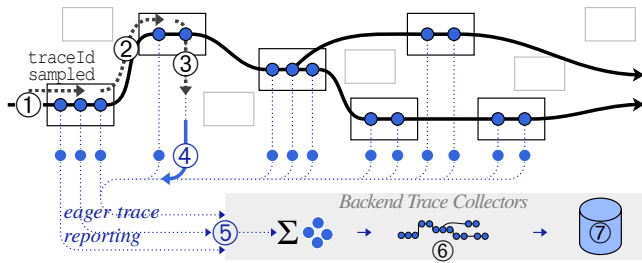 traceId
sampled
①
②
③
④
eager trace
reporting
Backend Trace Collectors
⑤
Σ
⑥
⑦